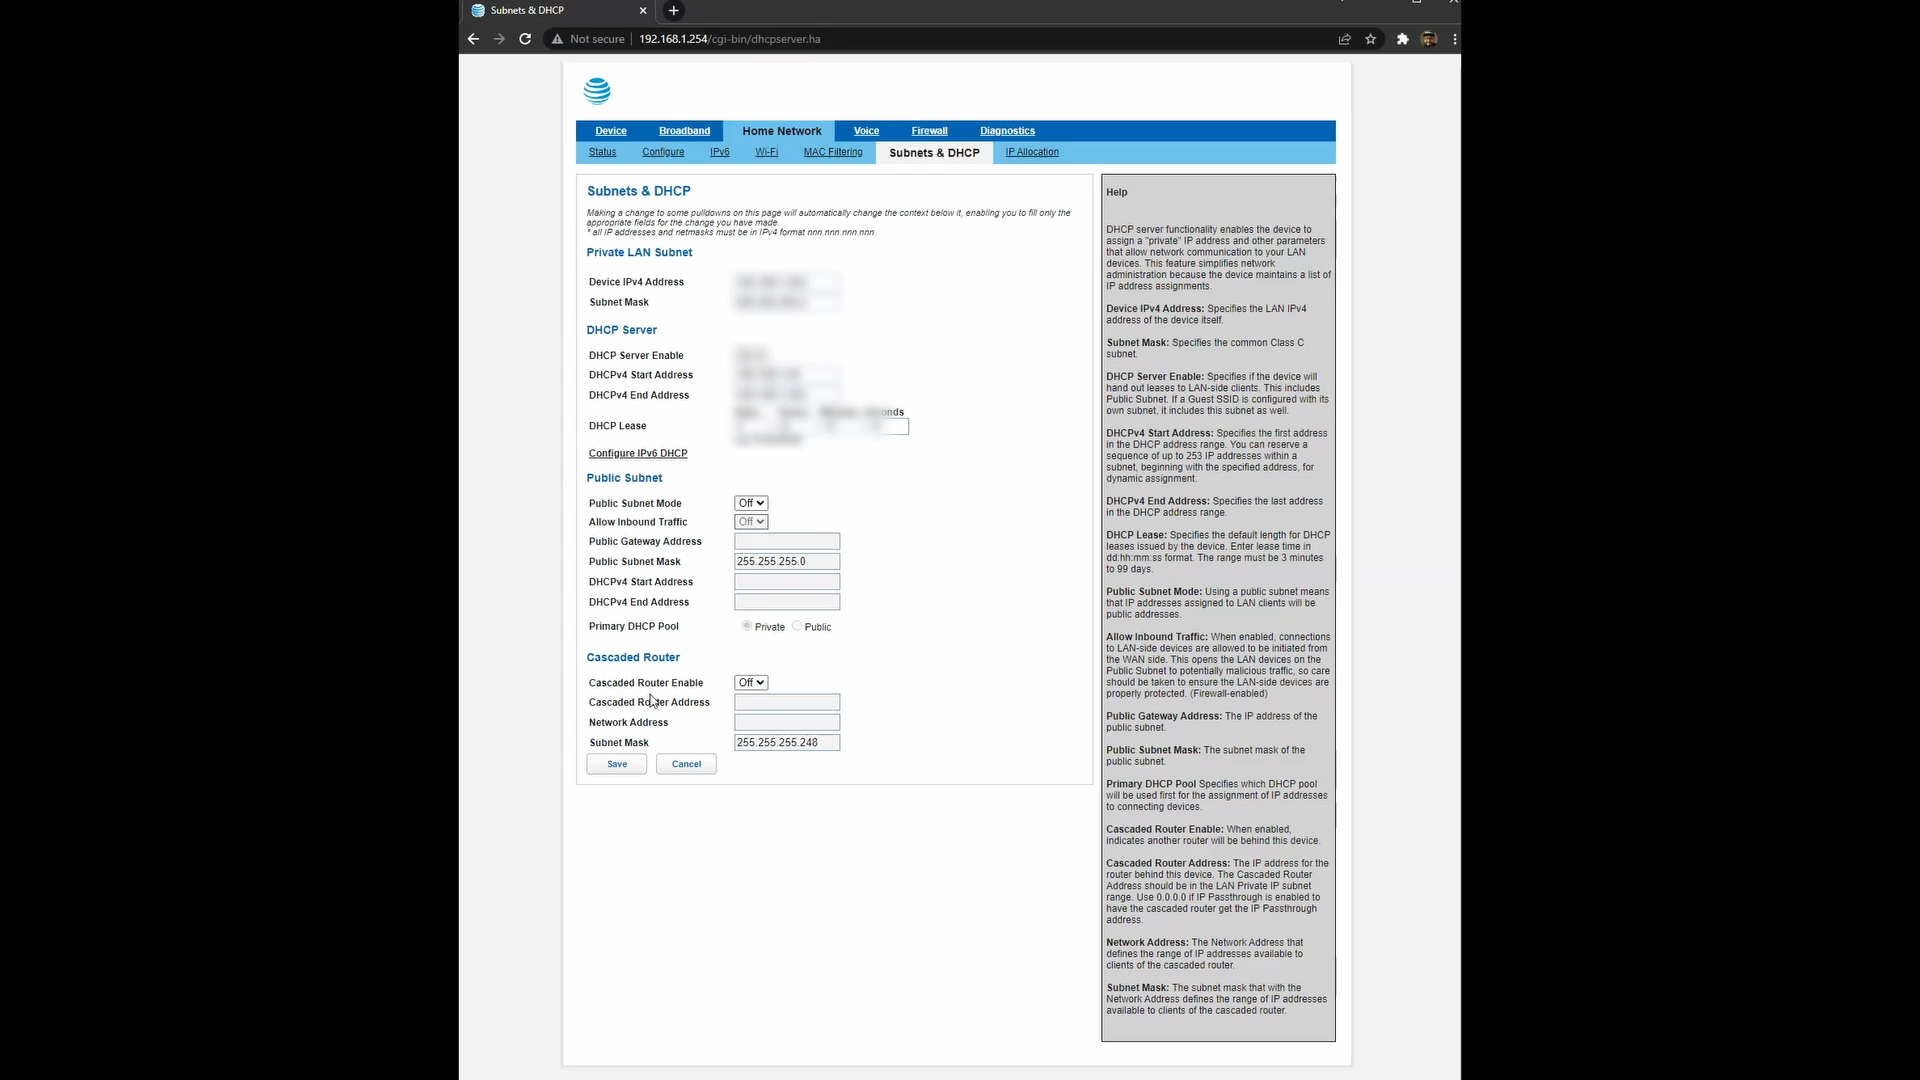 Subnets & DHCP
Not secure
192.168.1.254/cgi-bin/dhcpserver.ha
Device
Broadband
Home Network
Voice
Firewall
Diagnostics
Status
Configure
IPv6
Wi-Fi
MAC Filtering
Subnets & DHCP
IP Allocation
Subnets & DHCP
Making a change to some pulldowns on this page will automatically change the context below it, enabling you to fill only the
appropriate fields for the change you have made.
* all IP addresses and netmasks must be in IPv4 format nnn.nnn.nnn.nnn
Private LAN Subnet
Device IPv4 Address
Subnet Mask
DHCP Server
DHCP Server Enable
DHCPv4 Start Address
DHCPv4 End Address
DHCP Lease
Configure IPv6 DHCP
Public Subnet
Public Subnet Mode Off
Allow Inbound Traffic Off
Public Gateway Address
Public Subnet Mask 255.255.255.0
DHCPv4 Start Address
DHCPv4 End Address
Primary DHCP Pool Private Public
Cascaded Router
Cascaded Router Enable Off
Cascaded Router Address
Network Address
Subnet Mask 255.255.255.248
Save Cancel
Help
DHCP server functionality enables the device to
assign a "private" IP address and other parameters
that allow network communication to your LAN
devices. This feature simplifies network
administration because the device maintains a list of
IP address assignments.
Device IPv4 Address: Specifies the LAN IPv4
address of the device itself.
Subnet Mask: Specifies the common Class C
subnet.
DHCP Server Enable: Specifies if the device will
hand out leases to LAN-side clients. This includes
Public Subnet. If a Guest SSID is configured with its
own subnet, it includes this subnet as well.
DHCPv4 Start Address: Specifies the first address
in the DHCP address range. You can reserve a
sequence of up to 253 IP addresses within a
subnet, beginning with the specified address, for
dynamic assignment.
DHCPv4 End Address: Specifies the last address
in the DHCP address range.
DHCP Lease: Specifies the default length for DHCP
leases issued by the device. Enter lease time in
dd:hh:mm:ss format. The range must be 3 minutes
to 99 days.
Public Subnet Mode: Using a public subnet means
that IP addresses assigned to LAN clients will be
public addresses.
Allow Inbound Traffic: When enabled, connections
to LAN-side devices are allowed to be initiated from
the WAN side. This opens the LAN devices on the
Public Subnet to potentially malicious traffic, so care
should be taken to ensure the LAN-side devices are
properly protected. (Firewall-enabled)
Public Gateway Address: The IP address of the
public subnet.
Public Subnet Mask: The subnet mask of the
public subnet.
Primary DHCP Pool Specifies which DHCP pool
will be used first for the assignment of IP addresses
to connecting devices.
Cascaded Router Enable: When enabled,
indicates another router will be behind this device.
Cascaded Router Address: The IP address for the
router behind this device. The Cascaded Router
Address should be in the LAN Private IP subnet
range. Use 0.0.0.0 if IP Passthrough is enabled to
have the cascaded router get the IP Passthrough
address.
Network Address: The Network Address that
defines the range of IP addresses available to
clients of the cascaded router.
Subnet Mask: The subnet mask that with the
Network Address defines the range of IP addresses
available to clients of the cascaded router.